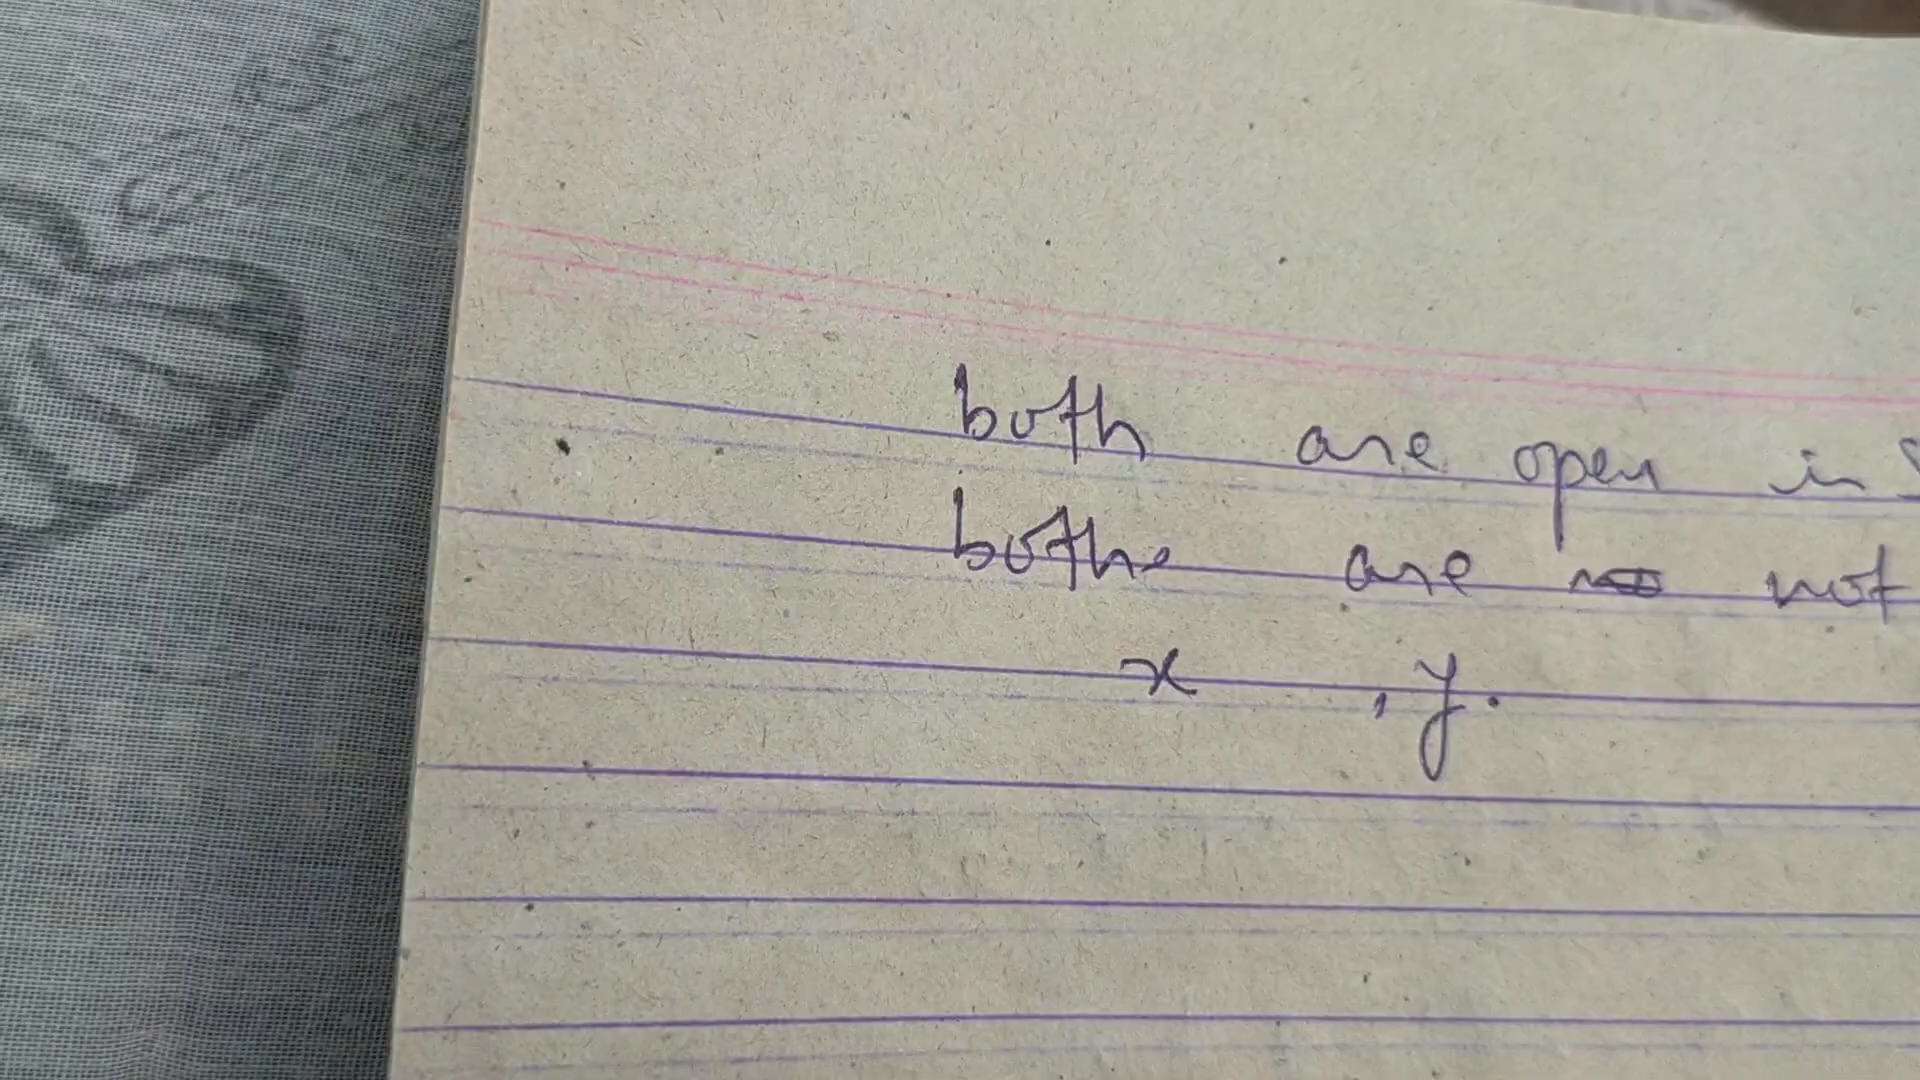 both are open in
bothe are not
x , y.